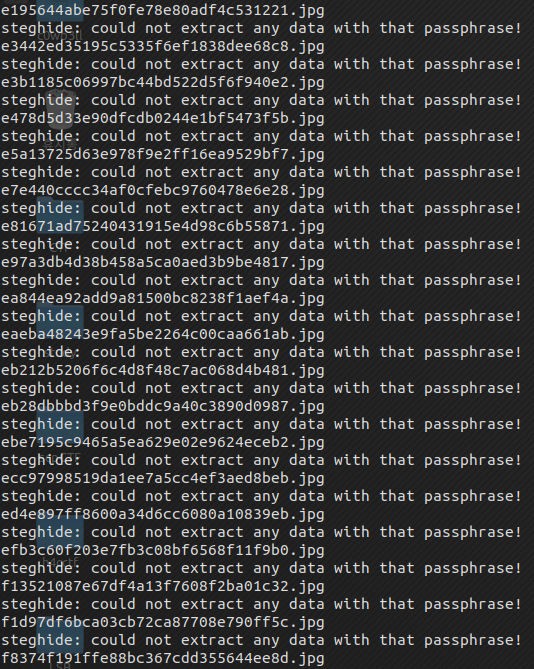 e195644abe75f0fe78e80adf4c531221.jpg
steghide: could not extract any data with that passphrase!
e3442ed35195c5335f6ef1838dee68c8.jpg
steghide: could not extract any data with that passphrase!
e3b1185c06997bc44bd522d5f6f940e2.jpg
steghide: could not extract any data with that passphrase!
e478d5d33e90dfcdb0244e1bf5473f5b.jpg
steghide: could not extract any data with that passphrase!
e5a13725d63e978f9e2ff16ea9529bf7.jpg
steghide: could not extract any data with that passphrase!
e7e440cccc34af0cfebc9760478e6e28.jpg
steghide: could not extract any data with that passphrase!
e81671ad75240431915e4d98c6b55871.jpg
steghide: could not extract any data with that passphrase!
e97a3db4d38b458a5ca0aed3b9be4817.jpg
steghide: could not extract any data with that passphrase!
ea844ea92add9a81500bc8238f1aef4a.jpg
steghide: could not extract any data with that passphrase!
eaeba48243e9fa5be2264c00caa661ab.jpg
steghide: could not extract any data with that passphrase!
eb212b5206f6c4d8f48c7ac068d4b481.jpg
steghide: could not extract any data with that passphrase!
eb28dbbbd3f9e0bddc9a40c3890d0987.jpg
steghide: could not extract any data with that passphrase!
ebe7195c9465a5ea629e02e9624eceb2.jpg
steghide: could not extract any data with that passphrase!
ecc97998519da1ee7a5cc4ef3aed8beb.jpg
steghide: could not extract any data with that passphrase!
ed4e897ff8600a34d6cc6080a10839eb.jpg
steghide: could not extract any data with that passphrase!
efb3c60f203e7fb3c08bf6568f11f9b0.jpg
steghide: could not extract any data with that passphrase!
f13521087e67df4a13f7608f2ba01c32.jpg
steghide: could not extract any data with that passphrase!
f1d97df6bca03cb72ca87708e790ff5c.jpg
steghide: could not extract any data with that passphrase!
f8374f191ffe88bc367cdd355644ee8d.jpg